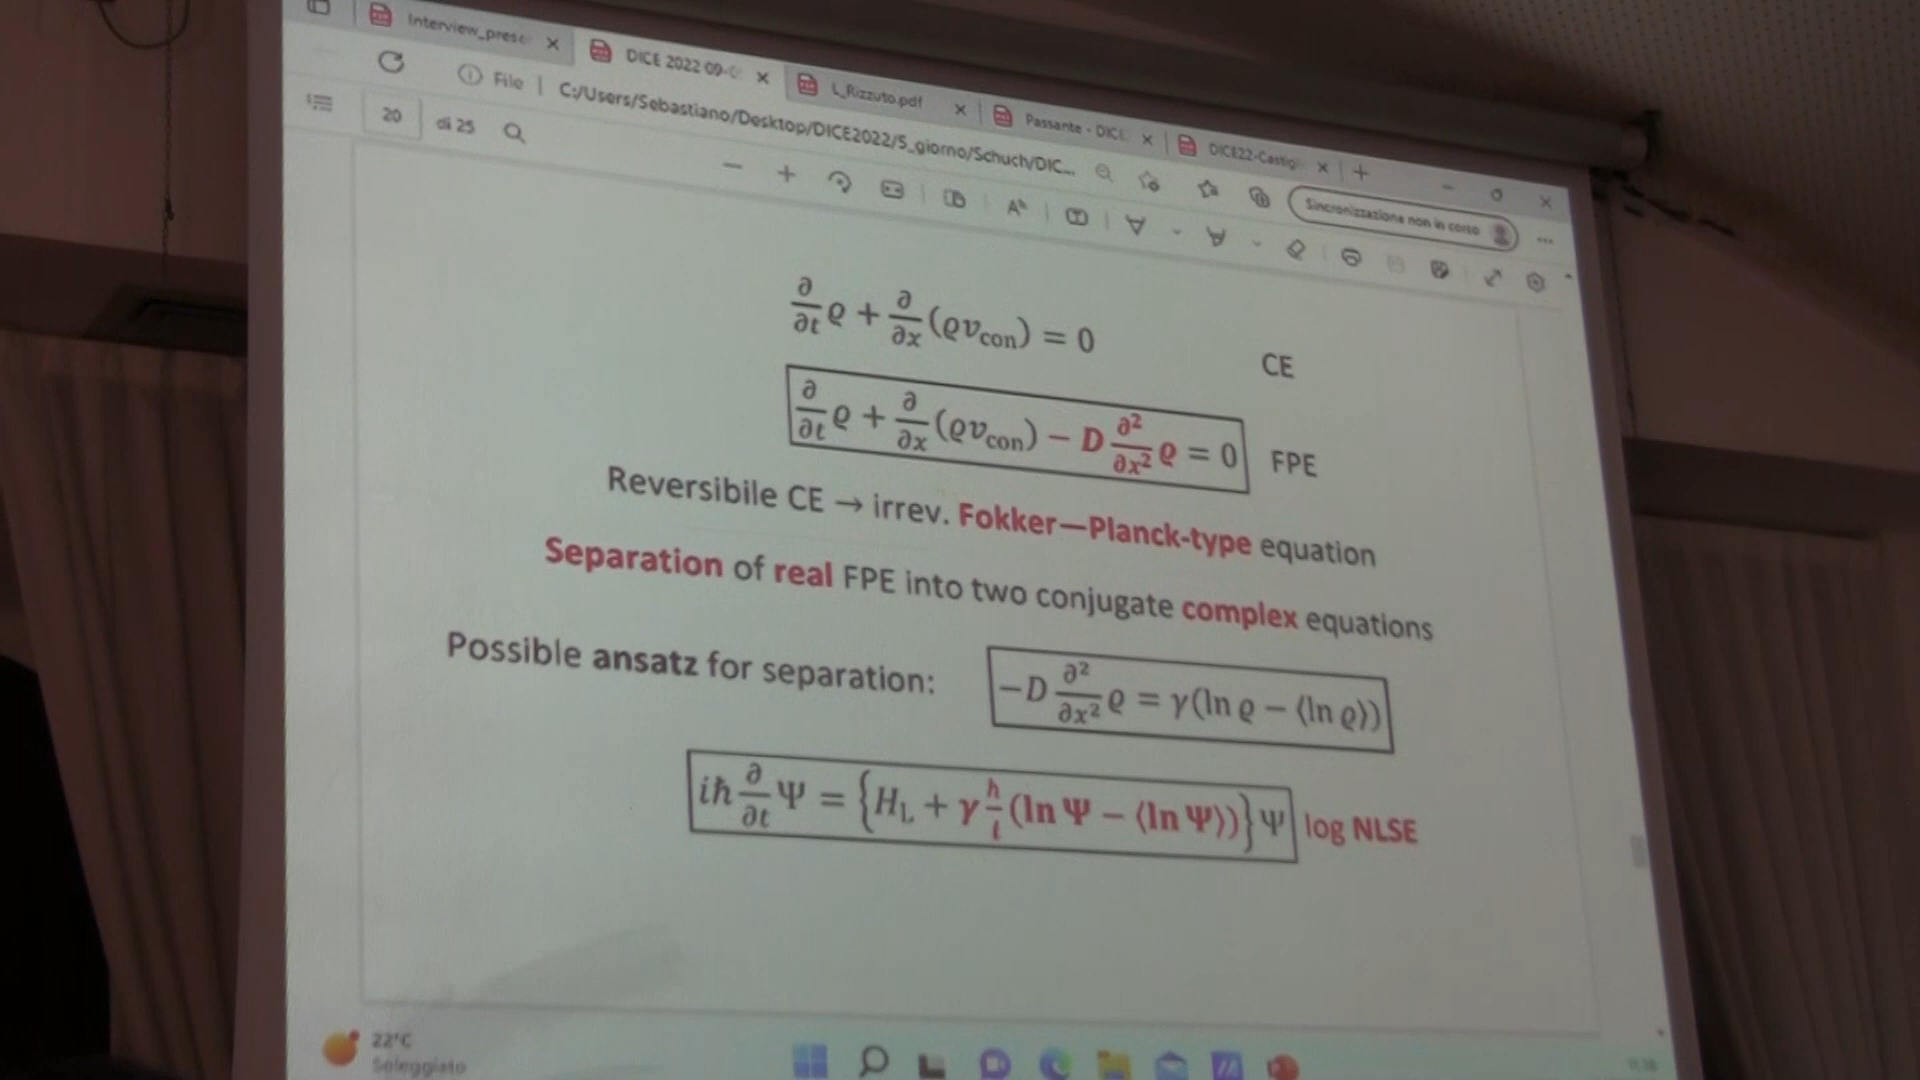 Interview_prese
DICE 2022 09-0
L_Rizzuto.pdf
Passante - DICE
DICE22-Castig
File | C:/Users/Sebastiano/Desktop/DICE2022/5_giorno/Schuch/DIC...
20 di 25
Sincronizzazione non in corso
∂/∂t ϱ + ∂/∂x (ϱv_con) = 0 CE
∂/∂t ϱ + ∂/∂x (ϱv_con) − D ∂²/∂x² ϱ = 0 FPE
Reversibile CE → irrev. Fokker—Planck-type equation
Separation of real FPE into two conjugate complex equations
Possible ansatz for separation: −D ∂²/∂x² ϱ = γ(ln ϱ − ⟨ln ϱ⟩)
iħ ∂/∂t Ψ = {H_L + γ ħ/i (ln Ψ − ⟨ln Ψ⟩)} Ψ log NLSE
22°C
Soleggiato